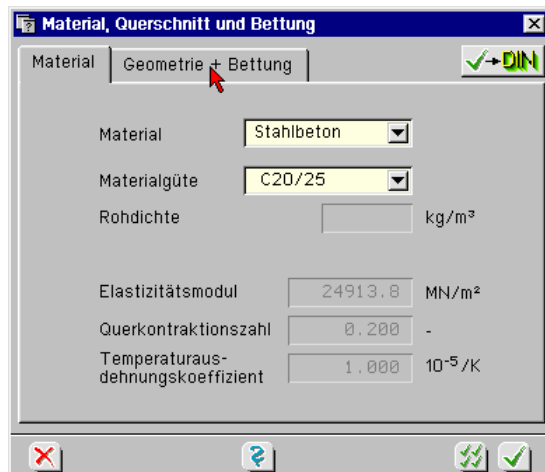 Material, Querschnitt und Bettung
Material
Geometrie + Bettung
DIN
Material
Stahlbeton
Materialgüte
C20/25
Rohdichte
kg/m³
Elastizitätsmodul
24913.8
MN/m²
Querkontraktionszahl
0.200
-
Temperaturaus-
dehnungskoeffizient
1.000
10⁻⁵/K